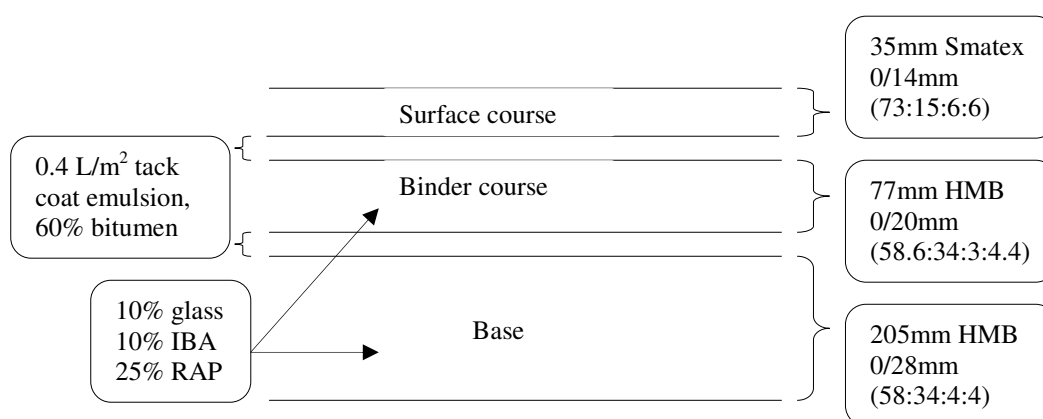 35mm Smatex
0/14mm
(73:15:6:6)
Surface course
0.4 L/m² tack
coat emulsion,
60% bitumen
Binder course
77mm HMB
0/20mm
(58.6:34:3:4.4)
10% glass
10% IBA
25% RAP
Base
205mm HMB
0/28mm
(58:34:4:4)